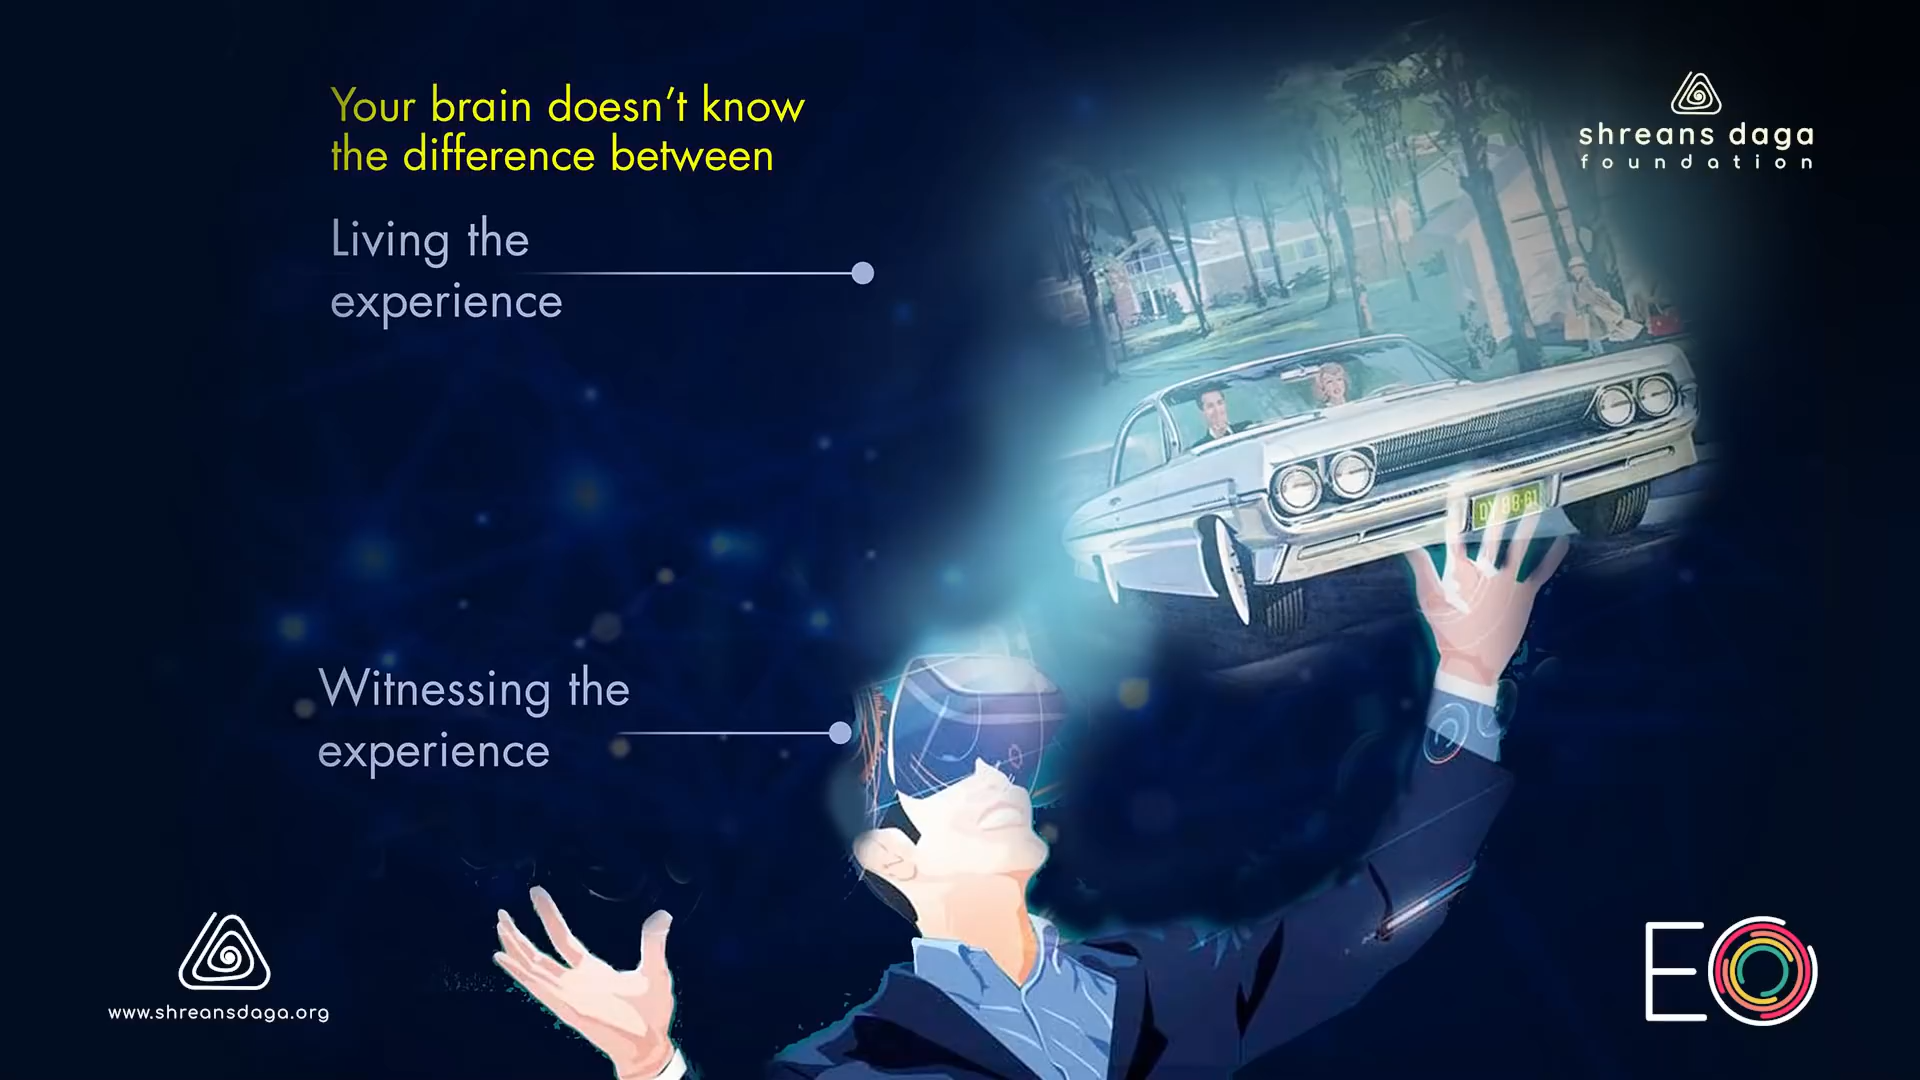 Your brain doesn't know
the difference between
Living the
experience
shreans daga
foundation
Witnessing the
experience
www.shreansdaga.org
EO